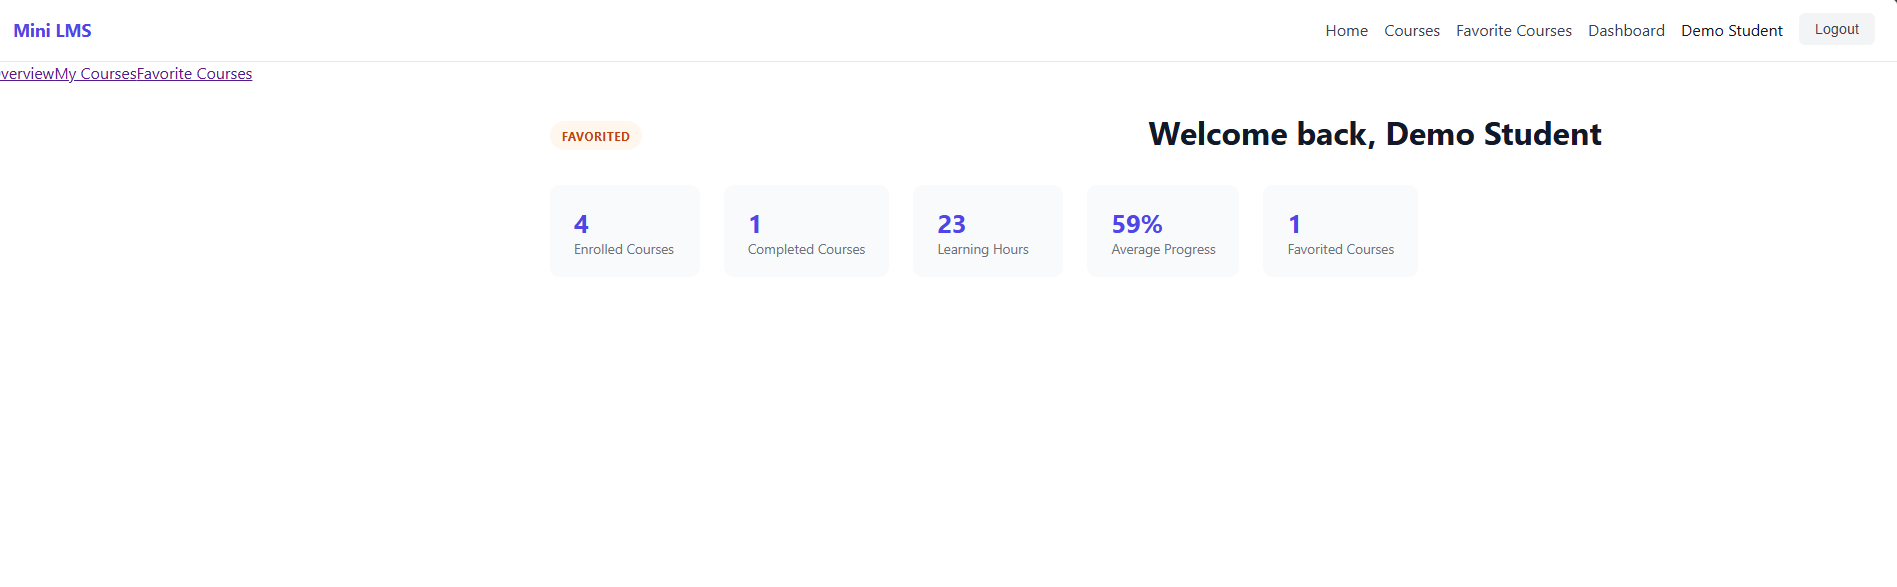 Mini LMS
Home Courses Favorite Courses Dashboard Demo Student Logout
verviewMy CoursesFavorite Courses
FAVORITED
Welcome back, Demo Student
4
Enrolled Courses
1
Completed Courses
23
Learning Hours
59%
Average Progress
1
Favorited Courses